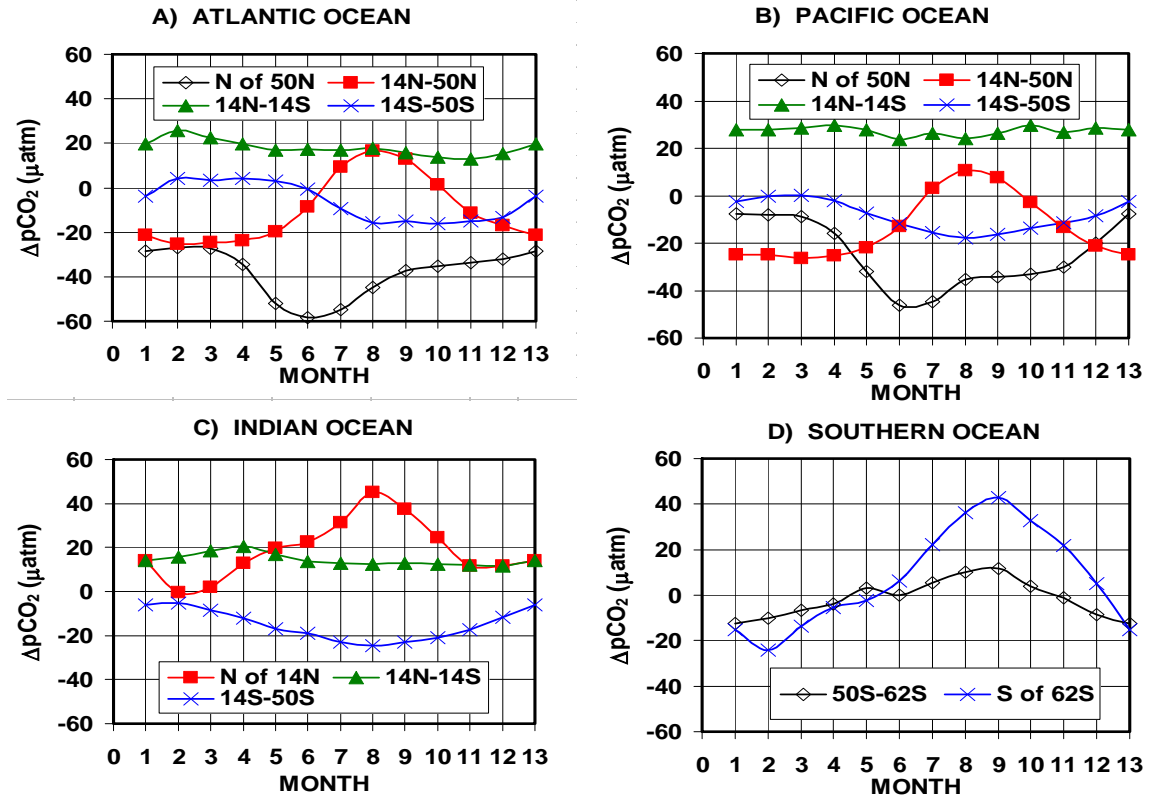 A) ATLANTIC OCEAN
ΔpCO₂ (μatm)
60
40
20
0
-20
-40
-60
N of 50N 14N-50N
14N-14S 14S-50S
0 1 2 3 4 5 6 7 8 9 10 11 12 13
MONTH
B) PACIFIC OCEAN
ΔpCO₂ (μatm)
60
40
20
0
-20
-40
-60
N of 50N 14N-50N
14N-14S 14S-50S
0 1 2 3 4 5 6 7 8 9 10 11 12 13
MONTH
C) INDIAN OCEAN
ΔpCO₂ (μatm)
60
40
20
0
-20
-40
-60
N of 14N 14N-14S
14S-50S
0 1 2 3 4 5 6 7 8 9 10 11 12 13
MONTH
D) SOUTHERN OCEAN
ΔpCO₂ (μatm)
60
40
20
0
-20
-40
-60
50S-62S S of 62S
0 1 2 3 4 5 6 7 8 9 10 11 12 13
MONTH